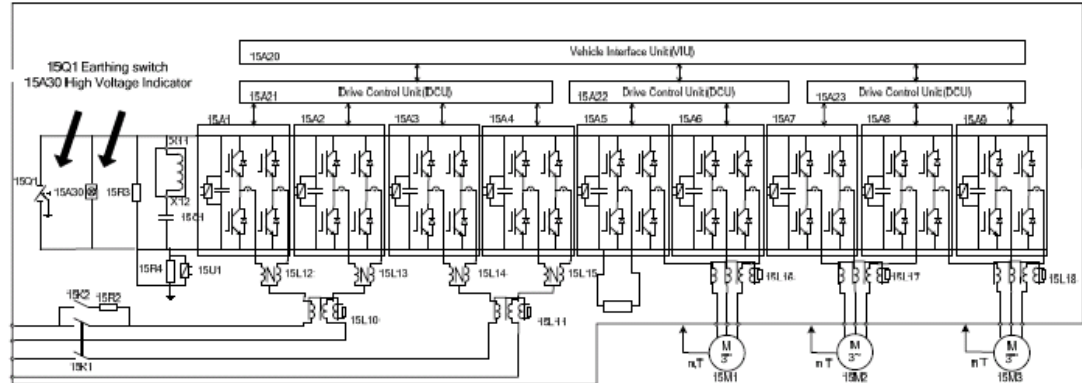 15A20
Vehicle Interface Unit(VIU)
15Q1 Earthing switch
15A30 High Voltage Indicator
15A21
Drive Control Unit(DCU)
15A22
Drive Control Unit(DCU)
15A23
Drive Control Unit(DCU)
15A1
15A2
15A3
15A4
15A5
15A6
15A7
15A8
15A9
X11
15Q1
15A30
15R3
X12
15C1
15R4
15U1
15L12
15L13
15L14
15L15
15L16
15L17
15L18
15K2
15R2
15L10
15L11
15K1
n,T
M
3~
15M1
n T
M
3~
15M2
n T
M
3~
15M3